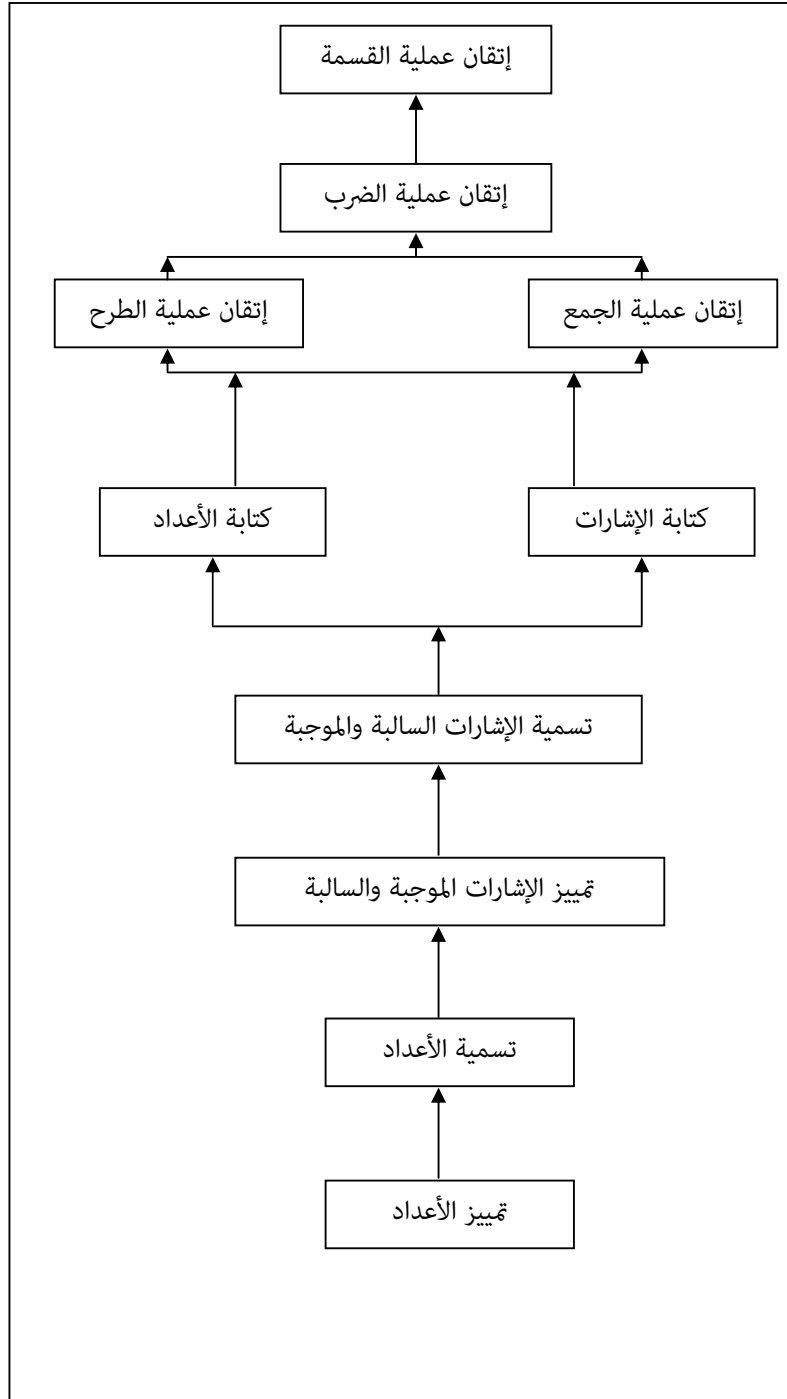 إتقان عملية القسمة
إتقان عملية الضرب
إتقان عملية الجمع
إتقان عملية الطرح
كتابة الإشارات
كتابة الأعداد
تسمية الإشارات السالبة والموجبة
تمييز الإشارات الموجبة والسالبة
تسمية الأعداد
تمييز الأعداد